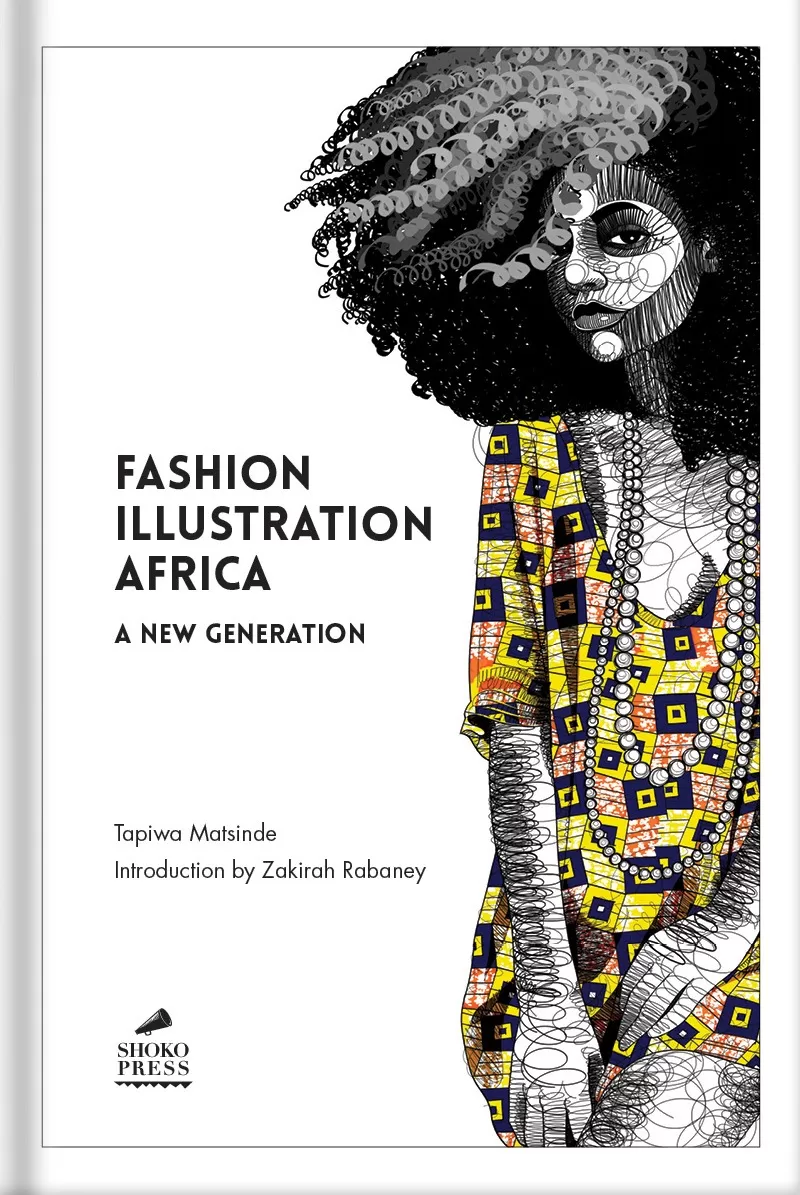 FASHION
ILLUSTRATION
AFRICA
A NEW GENERATION
Tapiwa Matsinde
Introduction by Zakirah Rabaney
SHOKO
PRESS